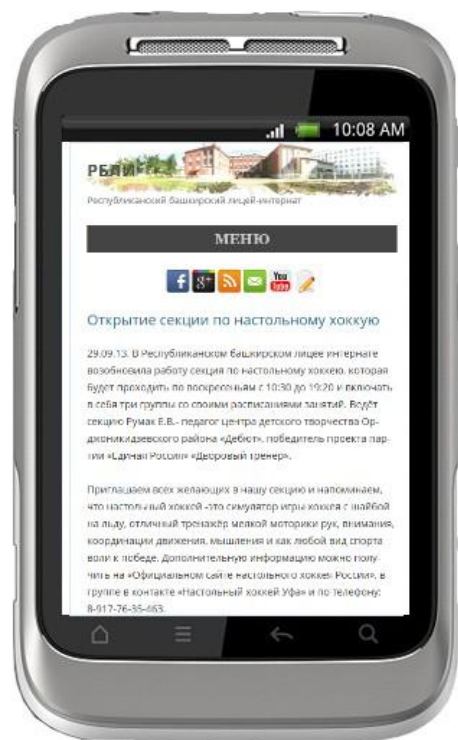 10:08 AM
РБЛИ
Республиканский башкирский лицей-интернат
МЕНЮ
f g+ You Tube
Открытие секции по настольному хоккую
29.09.13. В Республиканском башкирском лицее интернате
возобновила работу секция по настольному хоккею, которая
будет проходить по воскресеньям с 10:30 до 19:20 и включать
в себя три группы со своими расписаниями занятий. Ведёт
секцию Румак Е.В.- педагог центра детского творчества Ор-
джоникидзевского района «Дебют», победитель проекта пар-
тии «Единая Россия» «Дворовый тренер».
Приглашаем всех желающих в нашу секцию и напоминаем,
что настольный хоккей -это симулятор игры хоккея с шайбой
на льду, отличный тренажёр мелкой моторики рук, внимания,
координации движения, мышления и как любой вид спорта
воли к победе. Дополнительную информацию можно полу-
чить на «Официальном сайте настольного хоккея России», в
группе в контакте «Настольный хоккей Уфа» и по телефону:
8-917-76-35-463.